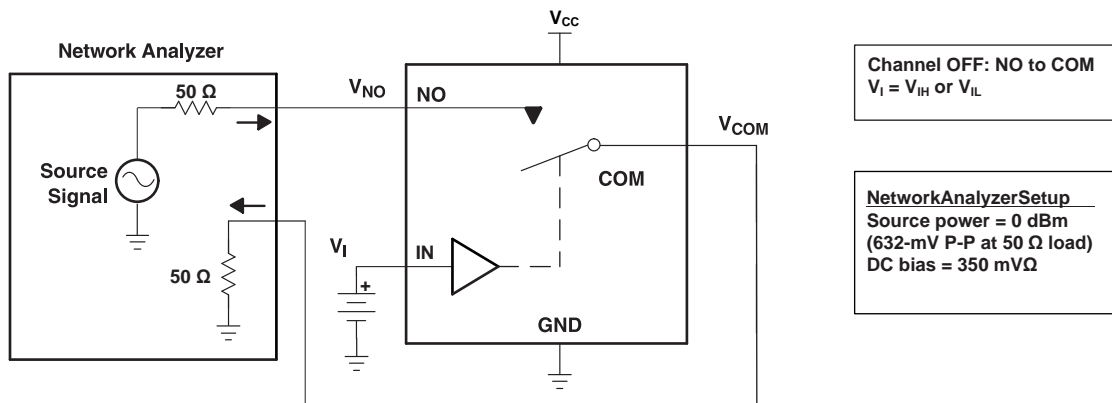 V_CC
Network Analyzer
50 Ω
V_NO
NO
Channel OFF: NO to COM
V_I = V_IH or V_IL
V_COM
Source
Signal
COM
NetworkAnalyzerSetup
Source power = 0 dBm
(632-mV P-P at 50 Ω load)
DC bias = 350 mVΩ
V_I
IN
50 Ω
+
GND